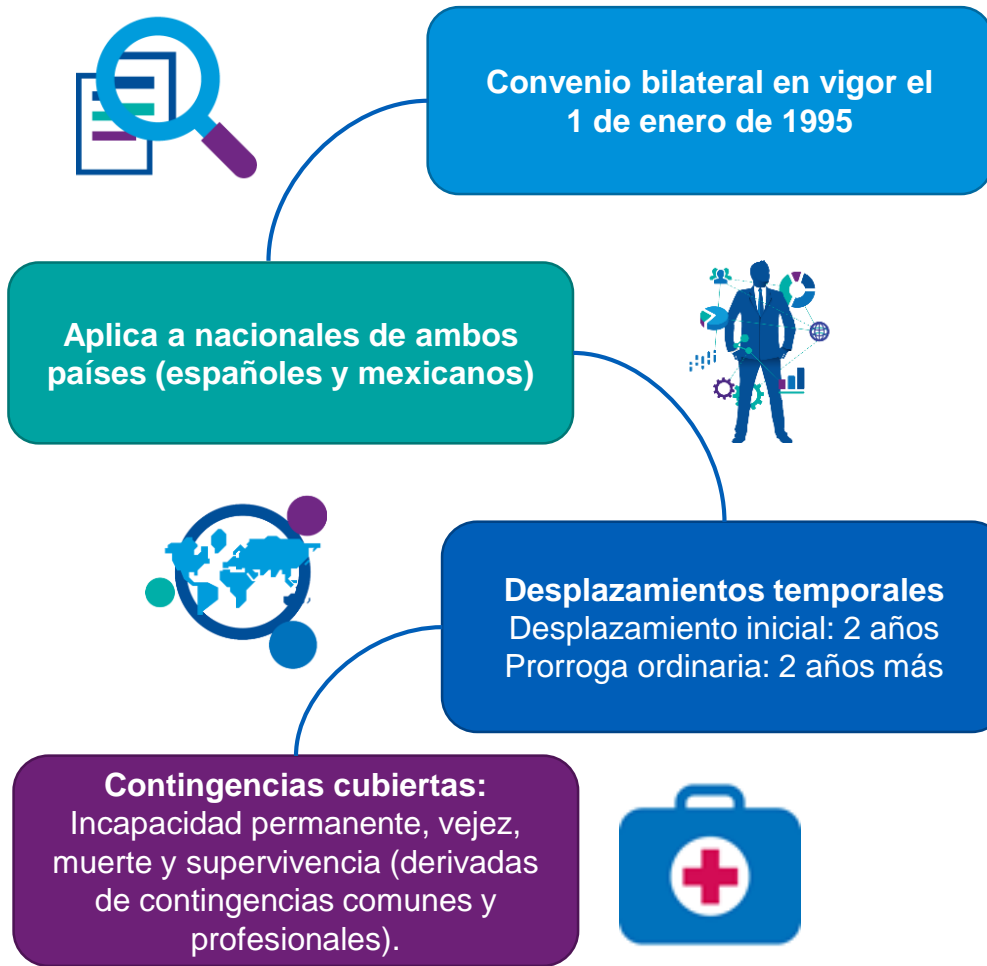 Convenio bilateral en vigor el
1 de enero de 1995
Aplica a nacionales de ambos
países (españoles y mexicanos)
Desplazamientos temporales
Desplazamiento inicial: 2 años
Prorroga ordinaria: 2 años más
Contingencias cubiertas:
Incapacidad permanente, vejez,
muerte y supervivencia (derivadas
de contingencias comunes y
profesionales).